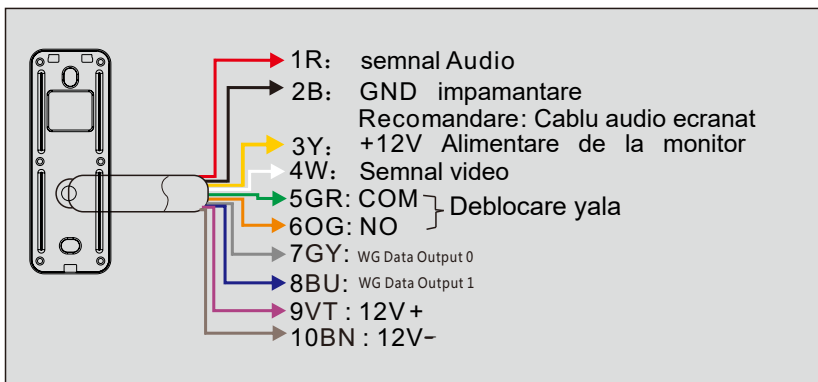 1R： semnal Audio
2B： GND impamantare
Recomandare: Cablu audio ecranat
3Y： +12V Alimentare de la monitor
4W： Semnal video
5GR: COM
Deblocare yala
6OG: NO
7GY: WG Data Output 0
8BU: WG Data Output 1
9VT : 12V+
10BN : 12V-